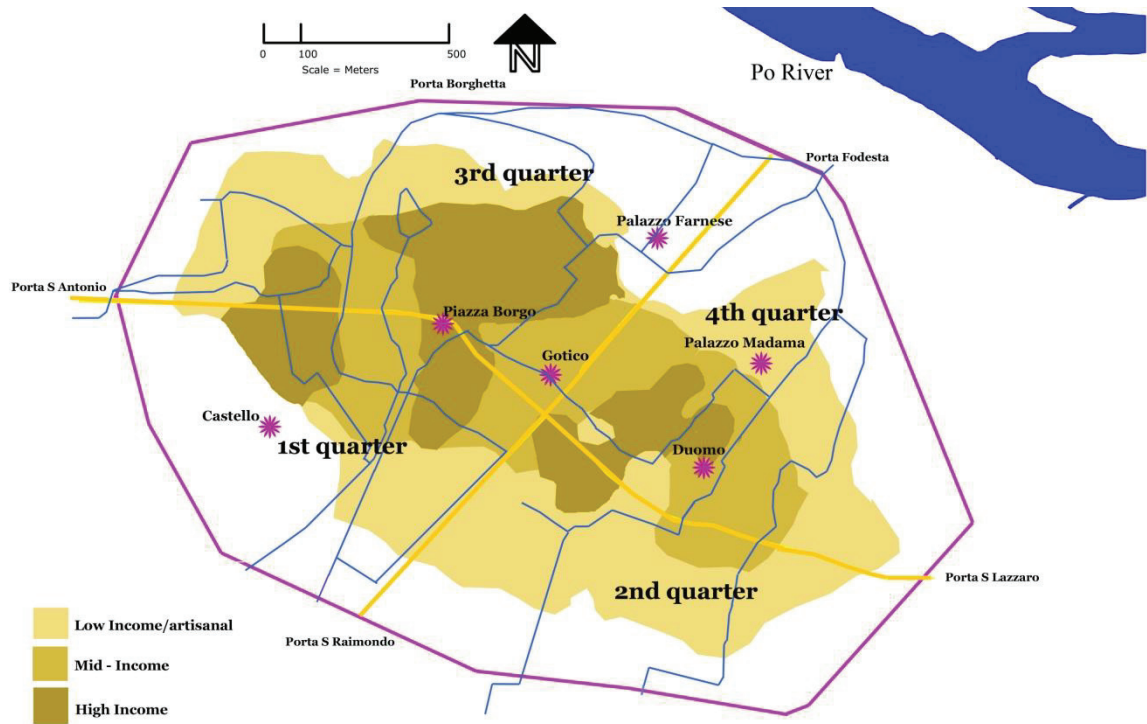 0
100
500
Scale = Meters
N
Po River
Porta Borghetta
Porta Fodesta
3rd quarter
Palazzo Farnese
Porta S Antonio
Piazza Borgo
4th quarter
Palazzo Madama
Gotico
Castello
1st quarter
Duomo
Porta S Lazzaro
2nd quarter
Porta S Raimondo
Low Income/artisanal
Mid - Income
High Income